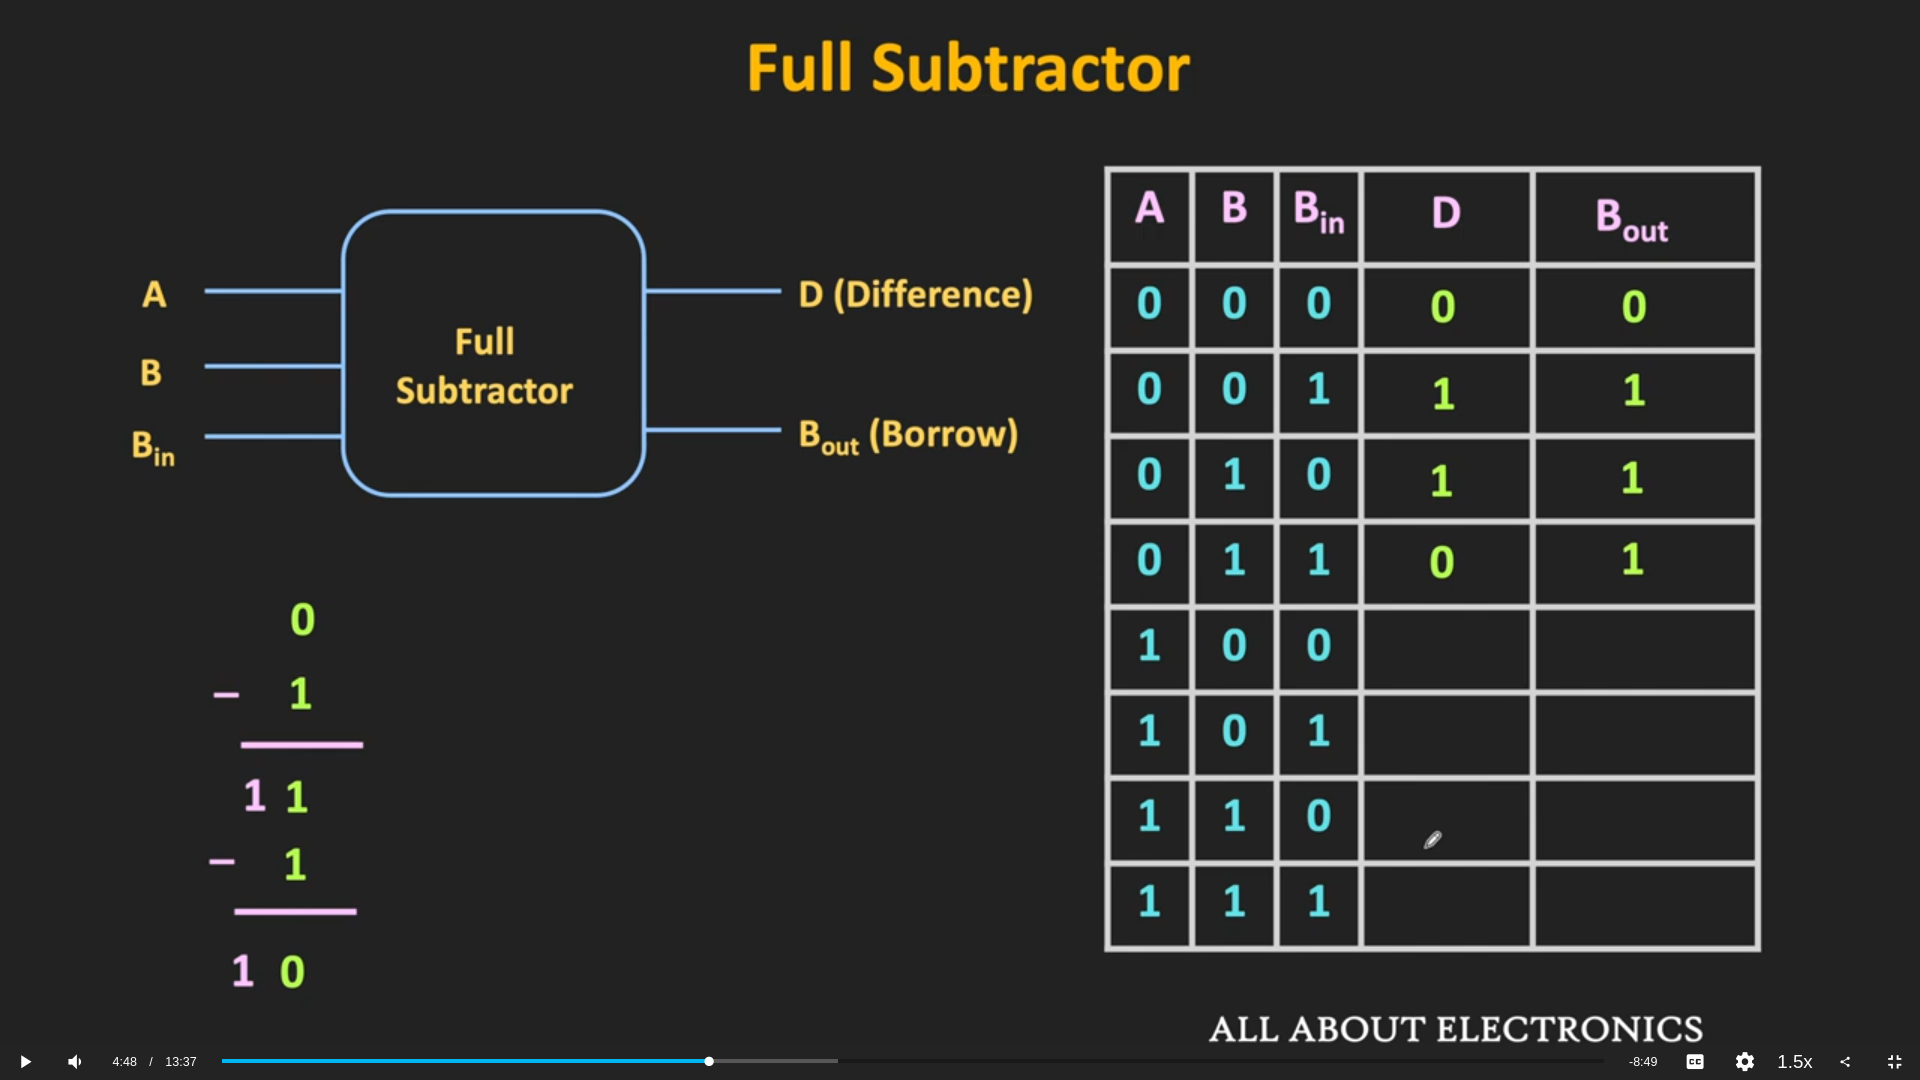 Full Subtractor
A
B
Bin
Full
Subtractor
D (Difference)
Bout (Borrow)
0
– 1
1 1
– 1
1 0
A B Bin D Bout
0 0 0 0 0
0 0 1 1 1
0 1 0 1 1
0 1 1 0 1
1 0 0
1 0 1
1 1 0
1 1 1
ALL ABOUT ELECTRONICS
4:48 / 13:37 -8:49 CC 1.5x